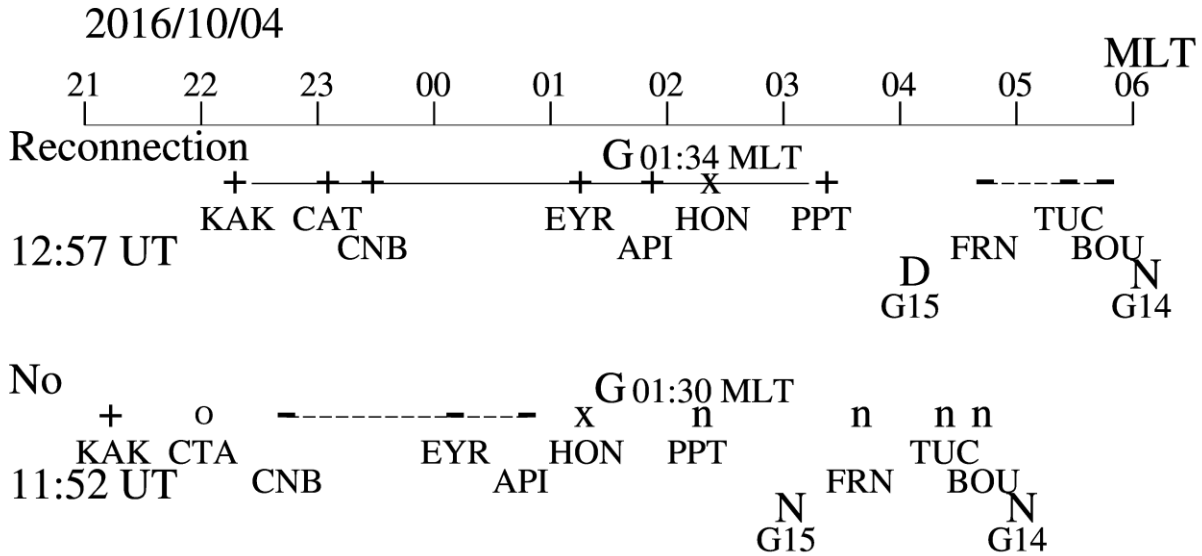 2016/10/04
MLT
21 22 23 00 01 02 03 04 05 06
Reconnection
G 01:34 MLT
+ + + + + x + - - -
KAK CAT EYR HON PPT TUC
12:57 UT CNB API FRN BOU
D N
G15 G14
No
G 01:30 MLT
+ o - - - x n n n n
KAK CTA EYR HON PPT TUC
11:52 UT CNB API FRN BOU
N N
G15 G14